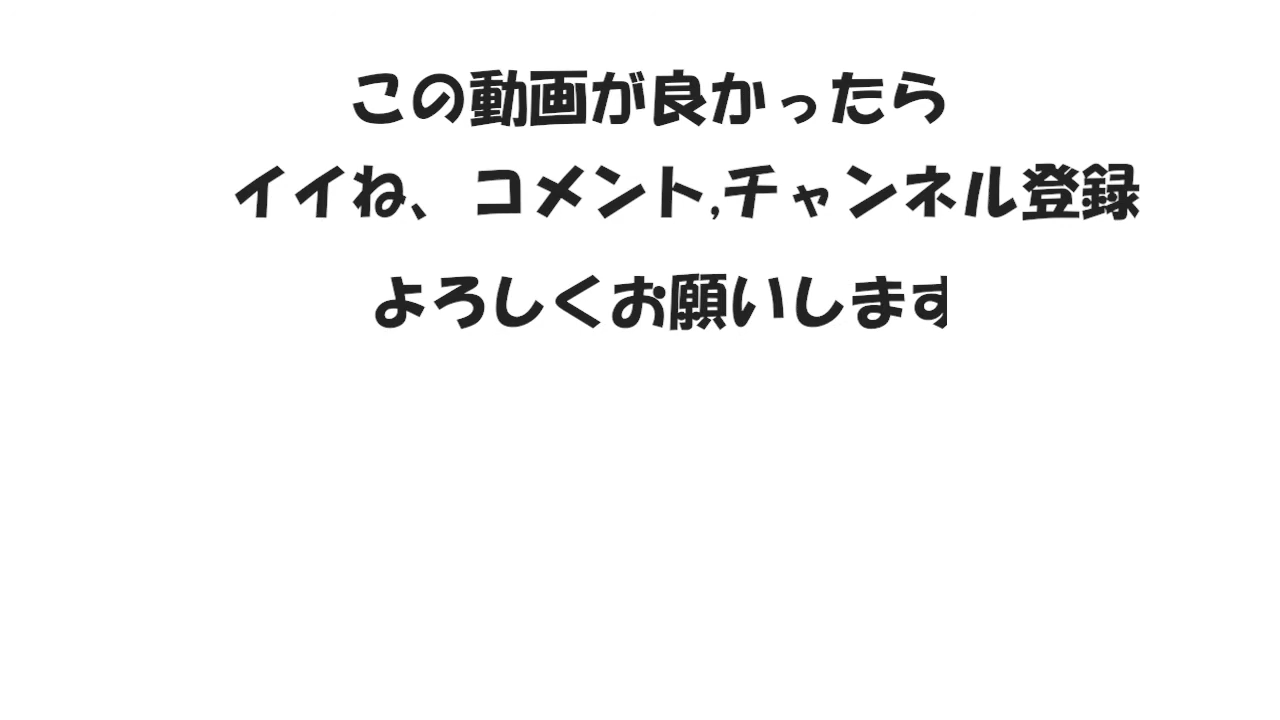 この動画が良かったら
イイね、コメント,チャンネル登録
よろしくお願いします